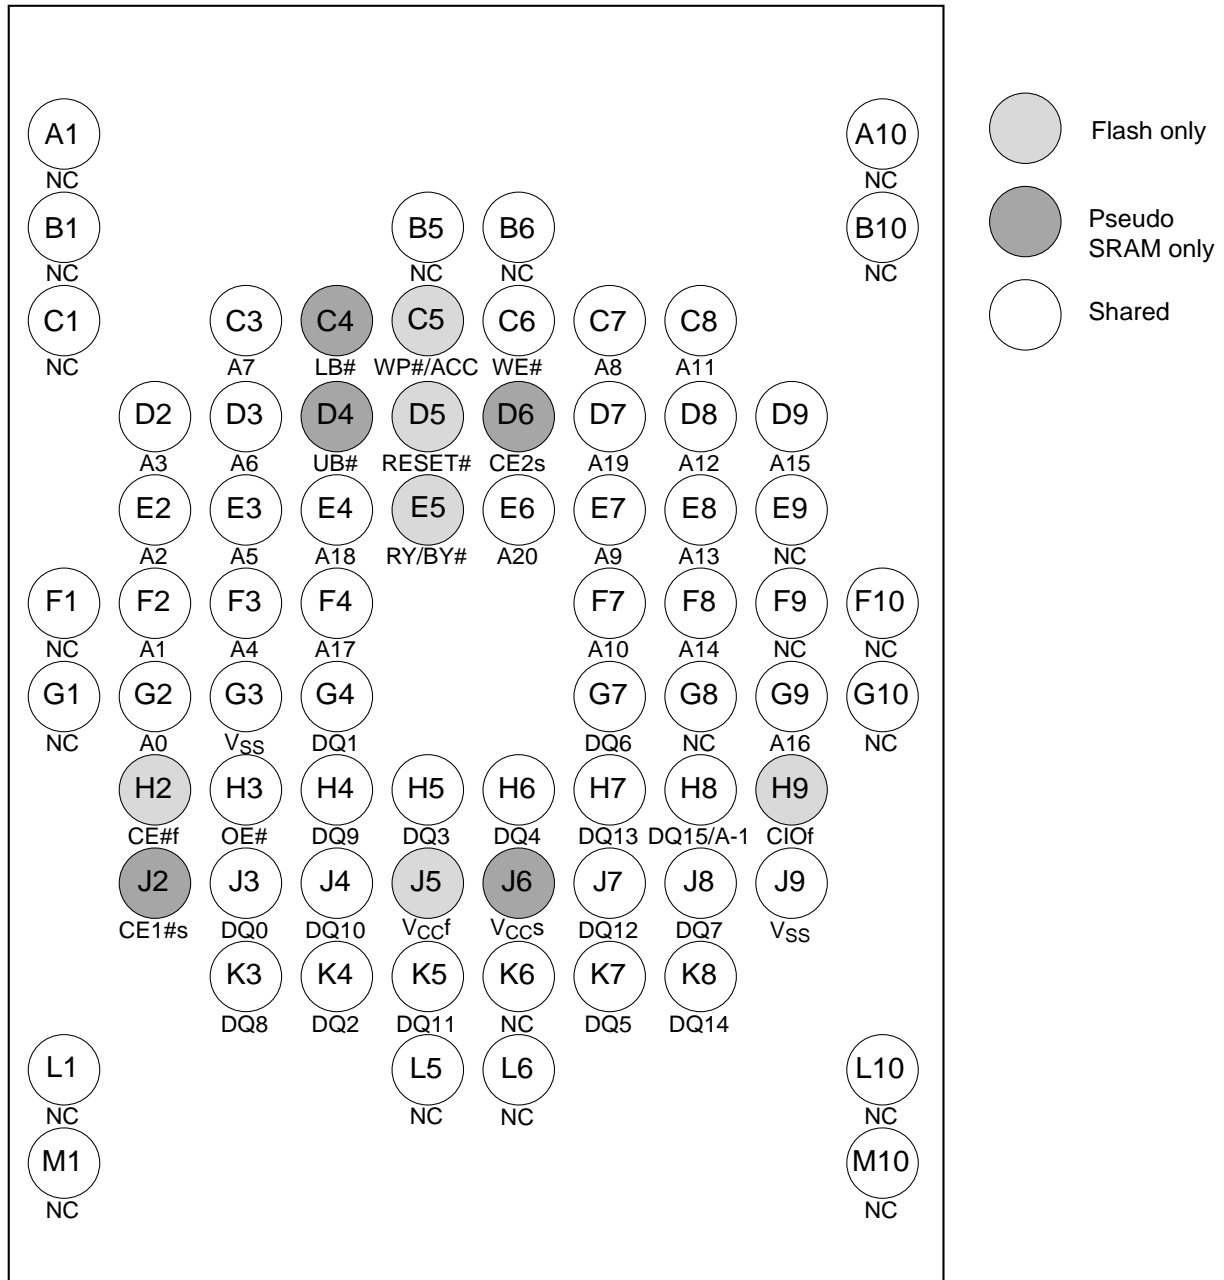 A1 A10 Flash only
NC NC
B1 B5 B6 B10 Pseudo
SRAM only
NC NC NC NC
C1 C3 C4 C5 C6 C7 C8 Shared
NC A7 LB# WP#/ACC WE# A8 A11
D2 D3 D4 D5 D6 D7 D8 D9
A3 A6 UB# RESET# CE2s A19 A12 A15
E2 E3 E4 E5 E6 E7 E8 E9
A2 A5 A18 RY/BY# A20 A9 A13 NC
F1 F2 F3 F4 F7 F8 F9 F10
NC A1 A4 A17 A10 A14 NC NC
G1 G2 G3 G4 G7 G8 G9 G10
NC A0 VSS DQ1 DQ6 NC A16 NC
H2 H3 H4 H5 H6 H7 H8 H9
CE#f OE# DQ9 DQ3 DQ4 DQ13 DQ15/A-1 CIOf
J2 J3 J4 J5 J6 J7 J8 J9
CE1#s DQ0 DQ10 VCCf VCCs DQ12 DQ7 VSS
K3 K4 K5 K6 K7 K8
DQ8 DQ2 DQ11 NC DQ5 DQ14
L1 L5 L6 L10
NC NC NC NC
M1 M10
NC NC